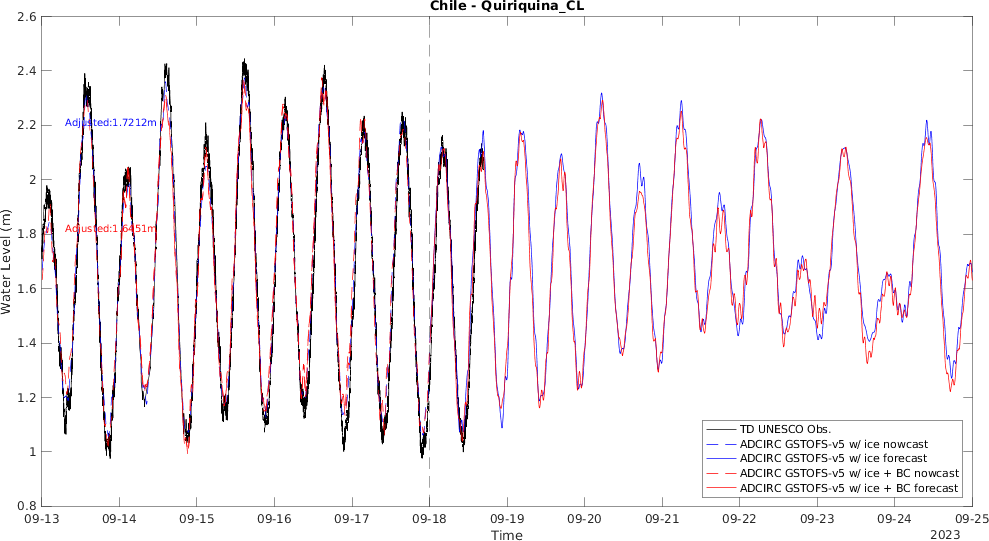 Chile - Quiriquina_CL
2.6
2.4
2.2
2
1.8
1.6
1.4
1.2
1
0.8
Water Level (m)
Adjusted:1.7212m
Adjusted:1.6451m
TD UNESCO Obs.
ADCIRC GSTOFS-v5 w/ ice nowcast
ADCIRC GSTOFS-v5 w/ ice forecast
ADCIRC GSTOFS-v5 w/ ice + BC nowcast
ADCIRC GSTOFS-v5 w/ ice + BC forecast
09-13 09-14 09-15 09-16 09-17 09-18 09-19 09-20 09-21 09-22 09-23 09-24 09-25
Time
2023